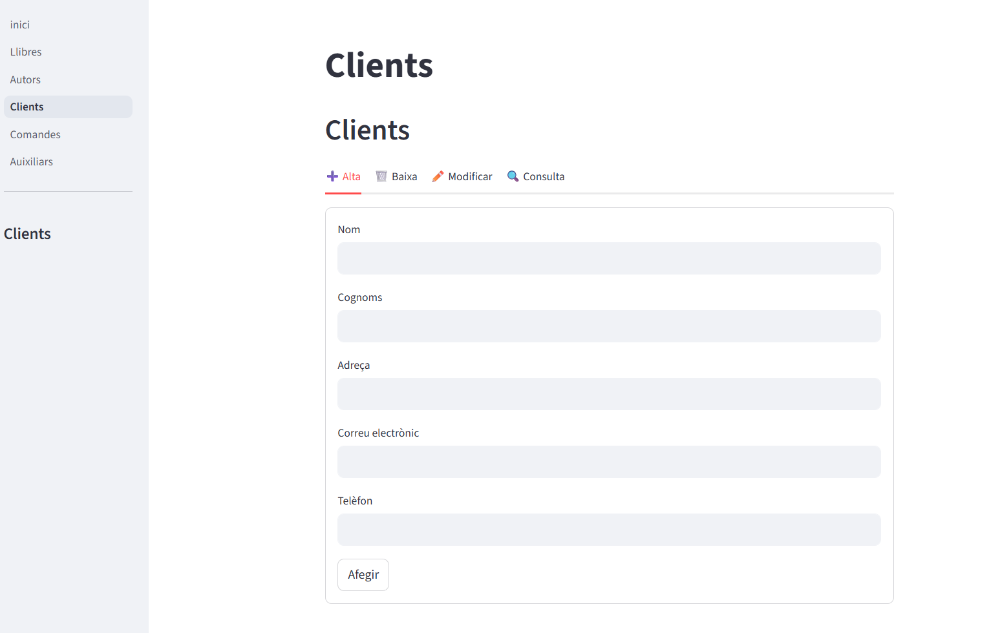 inici
Llibres
Autors
Clients
Comandes
Auixiliars
Clients
Clients
Clients
Alta
Baixa
Modificar
Consulta
Nom
Cognoms
Adreça
Correu electrònic
Telèfon
Afegir